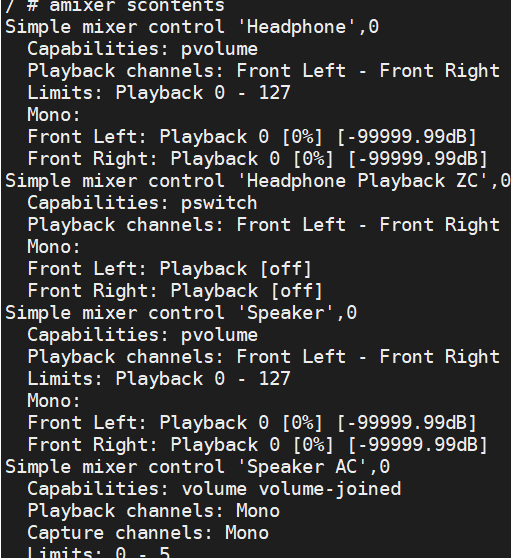 / # amixer scontents
Simple mixer control 'Headphone',0
  Capabilities: pvolume
  Playback channels: Front Left - Front Right
  Limits: Playback 0 - 127
  Mono:
  Front Left: Playback 0 [0%] [-99999.99dB]
  Front Right: Playback 0 [0%] [-99999.99dB]
Simple mixer control 'Headphone Playback ZC',0
  Capabilities: pswitch
  Playback channels: Front Left - Front Right
  Mono:
  Front Left: Playback [off]
  Front Right: Playback [off]
Simple mixer control 'Speaker',0
  Capabilities: pvolume
  Playback channels: Front Left - Front Right
  Limits: Playback 0 - 127
  Mono:
  Front Left: Playback 0 [0%] [-99999.99dB]
  Front Right: Playback 0 [0%] [-99999.99dB]
Simple mixer control 'Speaker AC',0
  Capabilities: volume volume-joined
  Playback channels: Mono
  Capture channels: Mono
  Limits: 0 - 5